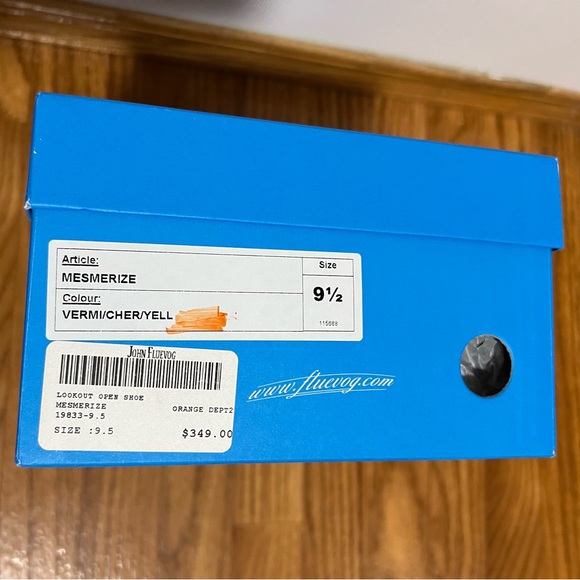 Article:
MESMERIZE
Colour:
VERMI/CHER/YELL
Size
9½
115688
JOHN FLUEVOG
LOOKOUT OPEN SHOE
MESMERIZE ORANGE DEPT2
19833-9.5
SIZE :9.5 $349.00
www.fluevog.com